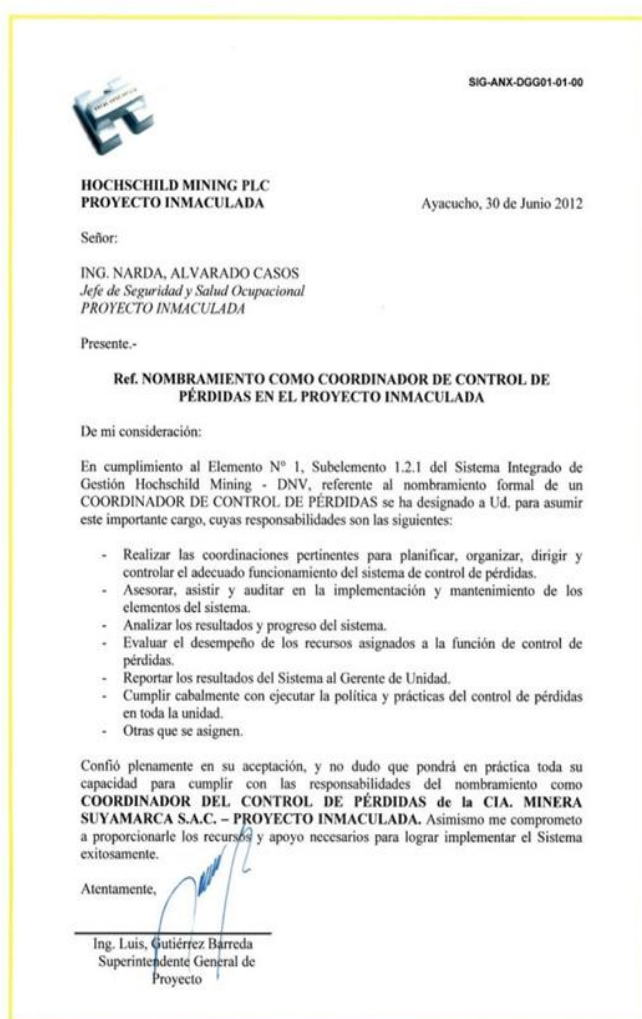 SIG-ANX-DGG01-01-00
HOCHSCHILD MINING PLC
PROYECTO INMACULADA
Ayacucho, 30 de Junio 2012
Señor:
ING. NARDA, ALVARADO CASOS
Jefe de Seguridad y Salud Ocupacional
PROYECTO INMACULADA
Presente.-
Ref. NOMBRAMIENTO COMO COORDINADOR DE CONTROL DE
PÉRDIDAS EN EL PROYECTO INMACULADA
De mi consideración:
En cumplimiento al Elemento N° 1, Subelemento 1.2.1 del Sistema Integrado de
Gestión Hochschild Mining - DNV, referente al nombramiento formal de un
COORDINADOR DE CONTROL DE PÉRDIDAS se ha designado a Ud. para asumir
este importante cargo, cuyas responsabilidades son las siguientes:
- Realizar las coordinaciones pertinentes para planificar, organizar, dirigir y
controlar el adecuado funcionamiento del sistema de control de pérdidas.
- Asesorar, asistir y auditar en la implementación y mantenimiento de los
elementos del sistema.
- Analizar los resultados y progreso del sistema.
- Evaluar el desempeño de los recursos asignados a la función de control de
pérdidas.
- Reportar los resultados del Sistema al Gerente de Unidad.
- Cumplir cabalmente con ejecutar la política y prácticas del control de pérdidas
en toda la unidad.
- Otras que se asignen.
Confió plenamente en su aceptación, y no dudo que pondrá en práctica toda su
capacidad para cumplir con las responsabilidades del nombramiento como
COORDINADOR DEL CONTROL DE PÉRDIDAS de la CIA. MINERA
SUYAMARCA S.A.C. – PROYECTO INMACULADA. Asimismo me comprometo
a proporcionarle los recursos y apoyo necesarios para lograr implementar el Sistema
exitosamente.
Atentamente,
Ing. Luis, Gutiérrez Barreda
Superintendente General de
Proyecto